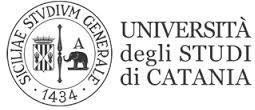 SICILIAE STVDIVM GENERALE
· 1434 ·
A
UNIVERSITÀ
degli STUDI
di CATANIA